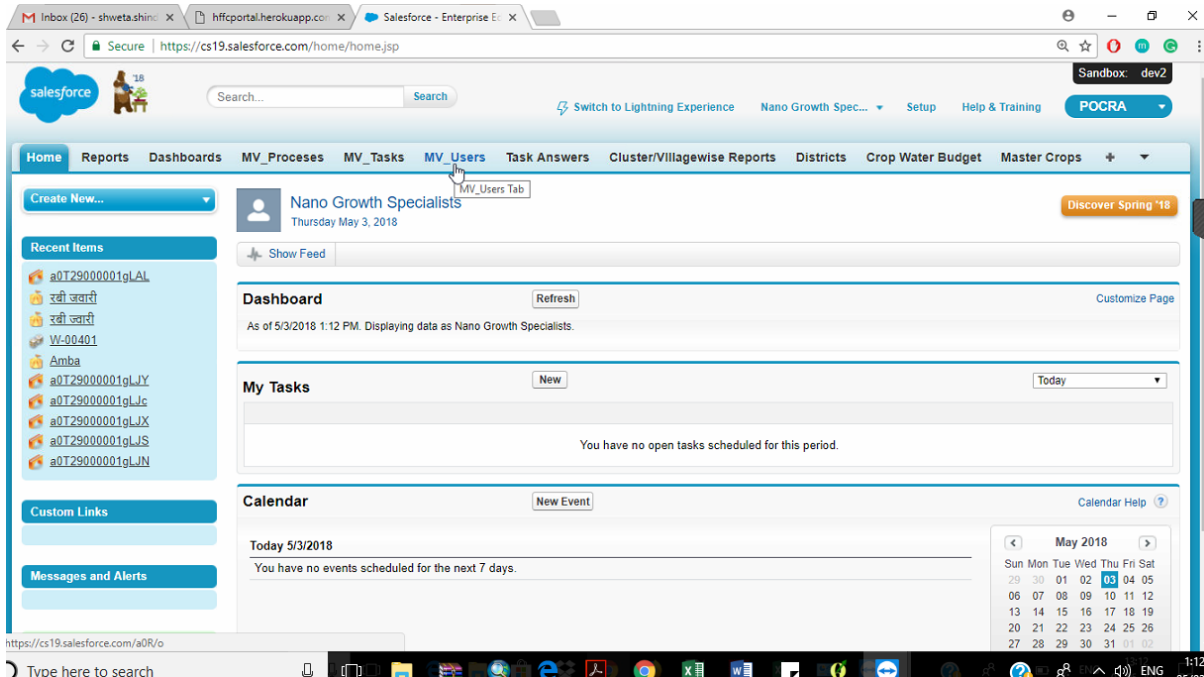 Inbox (26) - shweta.shind
hffcportal.herokuapp.com
Salesforce - Enterprise Ed
Secure | https://cs19.salesforce.com/home/home.jsp
Sandbox: dev2
salesforce
'18
Search...
Search
Switch to Lightning Experience
Nano Growth Spec...
Setup
Help & Training
POCRA
Home Reports Dashboards MV_Proceses MV_Tasks MV_Users Task Answers Cluster/Villagewise Reports Districts Crop Water Budget Master Crops +
MV_Users Tab
Create New...
Nano Growth Specialists
Thursday May 3, 2018
Discover Spring '18
Recent Items
a0T29000001gLAL
रबी जवारी
रबी ज्वारी
W-00401
Amba
a0T29000001gLJY
a0T29000001gLJc
a0T29000001gLJX
a0T29000001gLJS
a0T29000001gLJN
Custom Links
Messages and Alerts
Show Feed
Dashboard
Refresh
Customize Page
As of 5/3/2018 1:12 PM. Displaying data as Nano Growth Specialists.
My Tasks
New
Today
You have no open tasks scheduled for this period.
Calendar
New Event
Calendar Help ?
Today 5/3/2018
You have no events scheduled for the next 7 days.
May 2018
Sun Mon Tue Wed Thu Fri Sat
29 30 01 02 03 04 05
06 07 08 09 10 11 12
13 14 15 16 17 18 19
20 21 22 23 24 25 26
27 28 29 30 31 01 02
https://cs19.salesforce.com/a0R/o
Type here to search
ENG
1:12